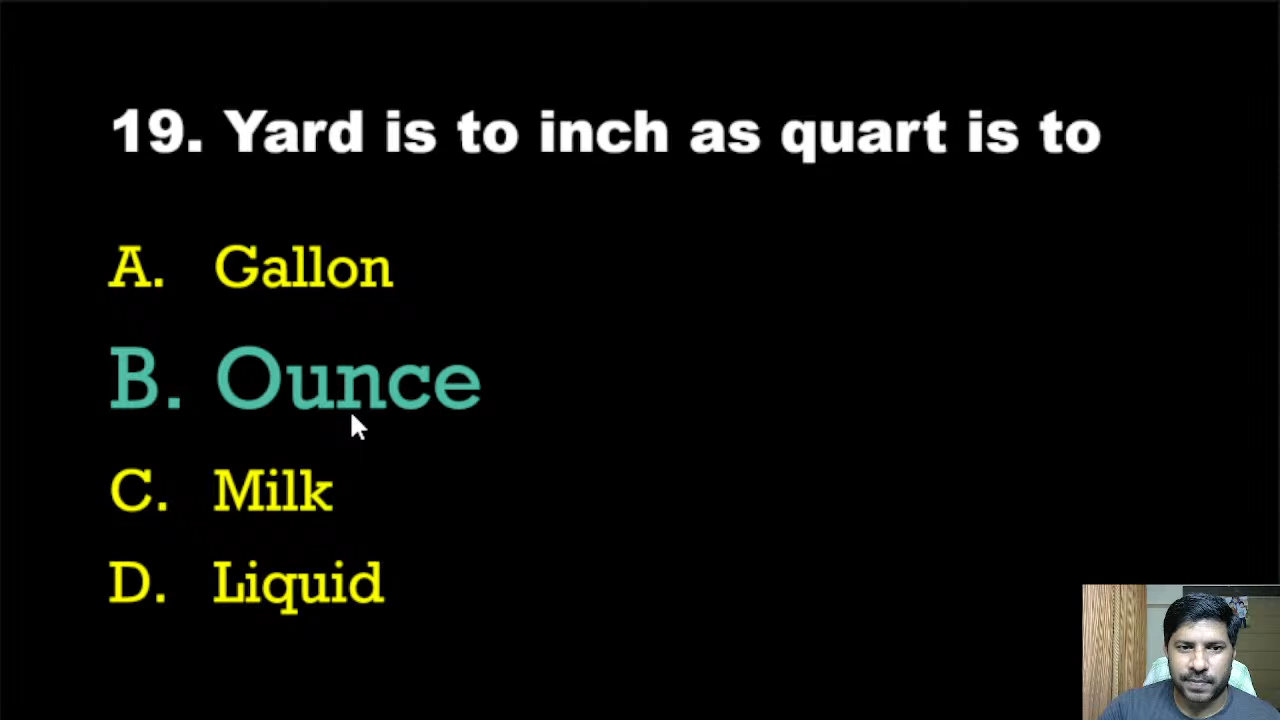 19. Yard is to inch as quart is to
A. Gallon
B. Ounce
C. Milk
D. Liquid